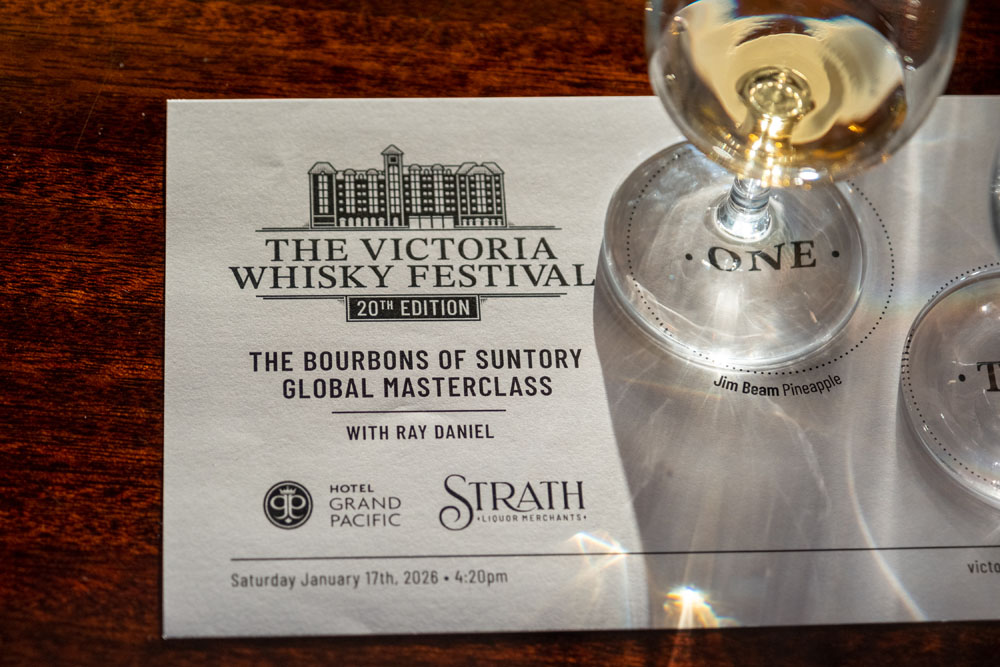 THE VICTORIA
WHISKY FESTIVAL
20TH EDITION
THE BOURBONS OF SUNTORY
GLOBAL MASTERCLASS
WITH RAY DANIEL
HOTEL
GRAND
PACIFIC
STRATH
•LIQUOR MERCHANTS•
Saturday January 17th, 2026 • 4:20pm
• ONE •
Jim Beam Pineapple